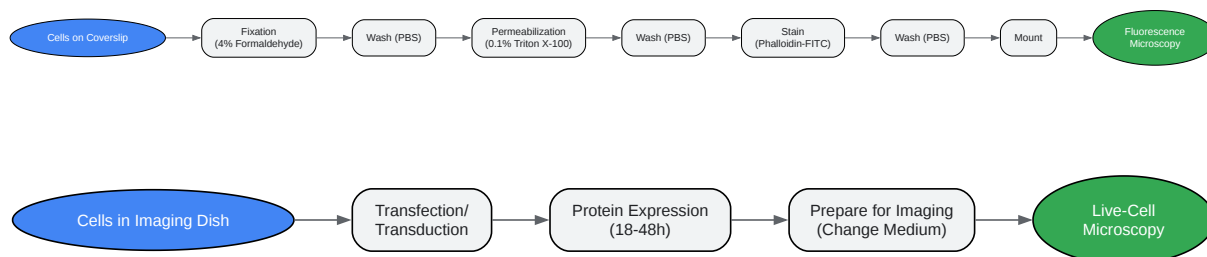 Cells on Coverslip
Fixation
(4% Formaldehyde)
Wash (PBS)
Permeabilization
(0.1% Triton X-100)
Wash (PBS)
Stain
(Phalloidin-FITC)
Wash (PBS)
Mount
Fluorescence
Microscopy
Cells in Imaging Dish
Transfection/
Transduction
Protein Expression
(18-48h)
Prepare for Imaging
(Change Medium)
Live-Cell
Microscopy